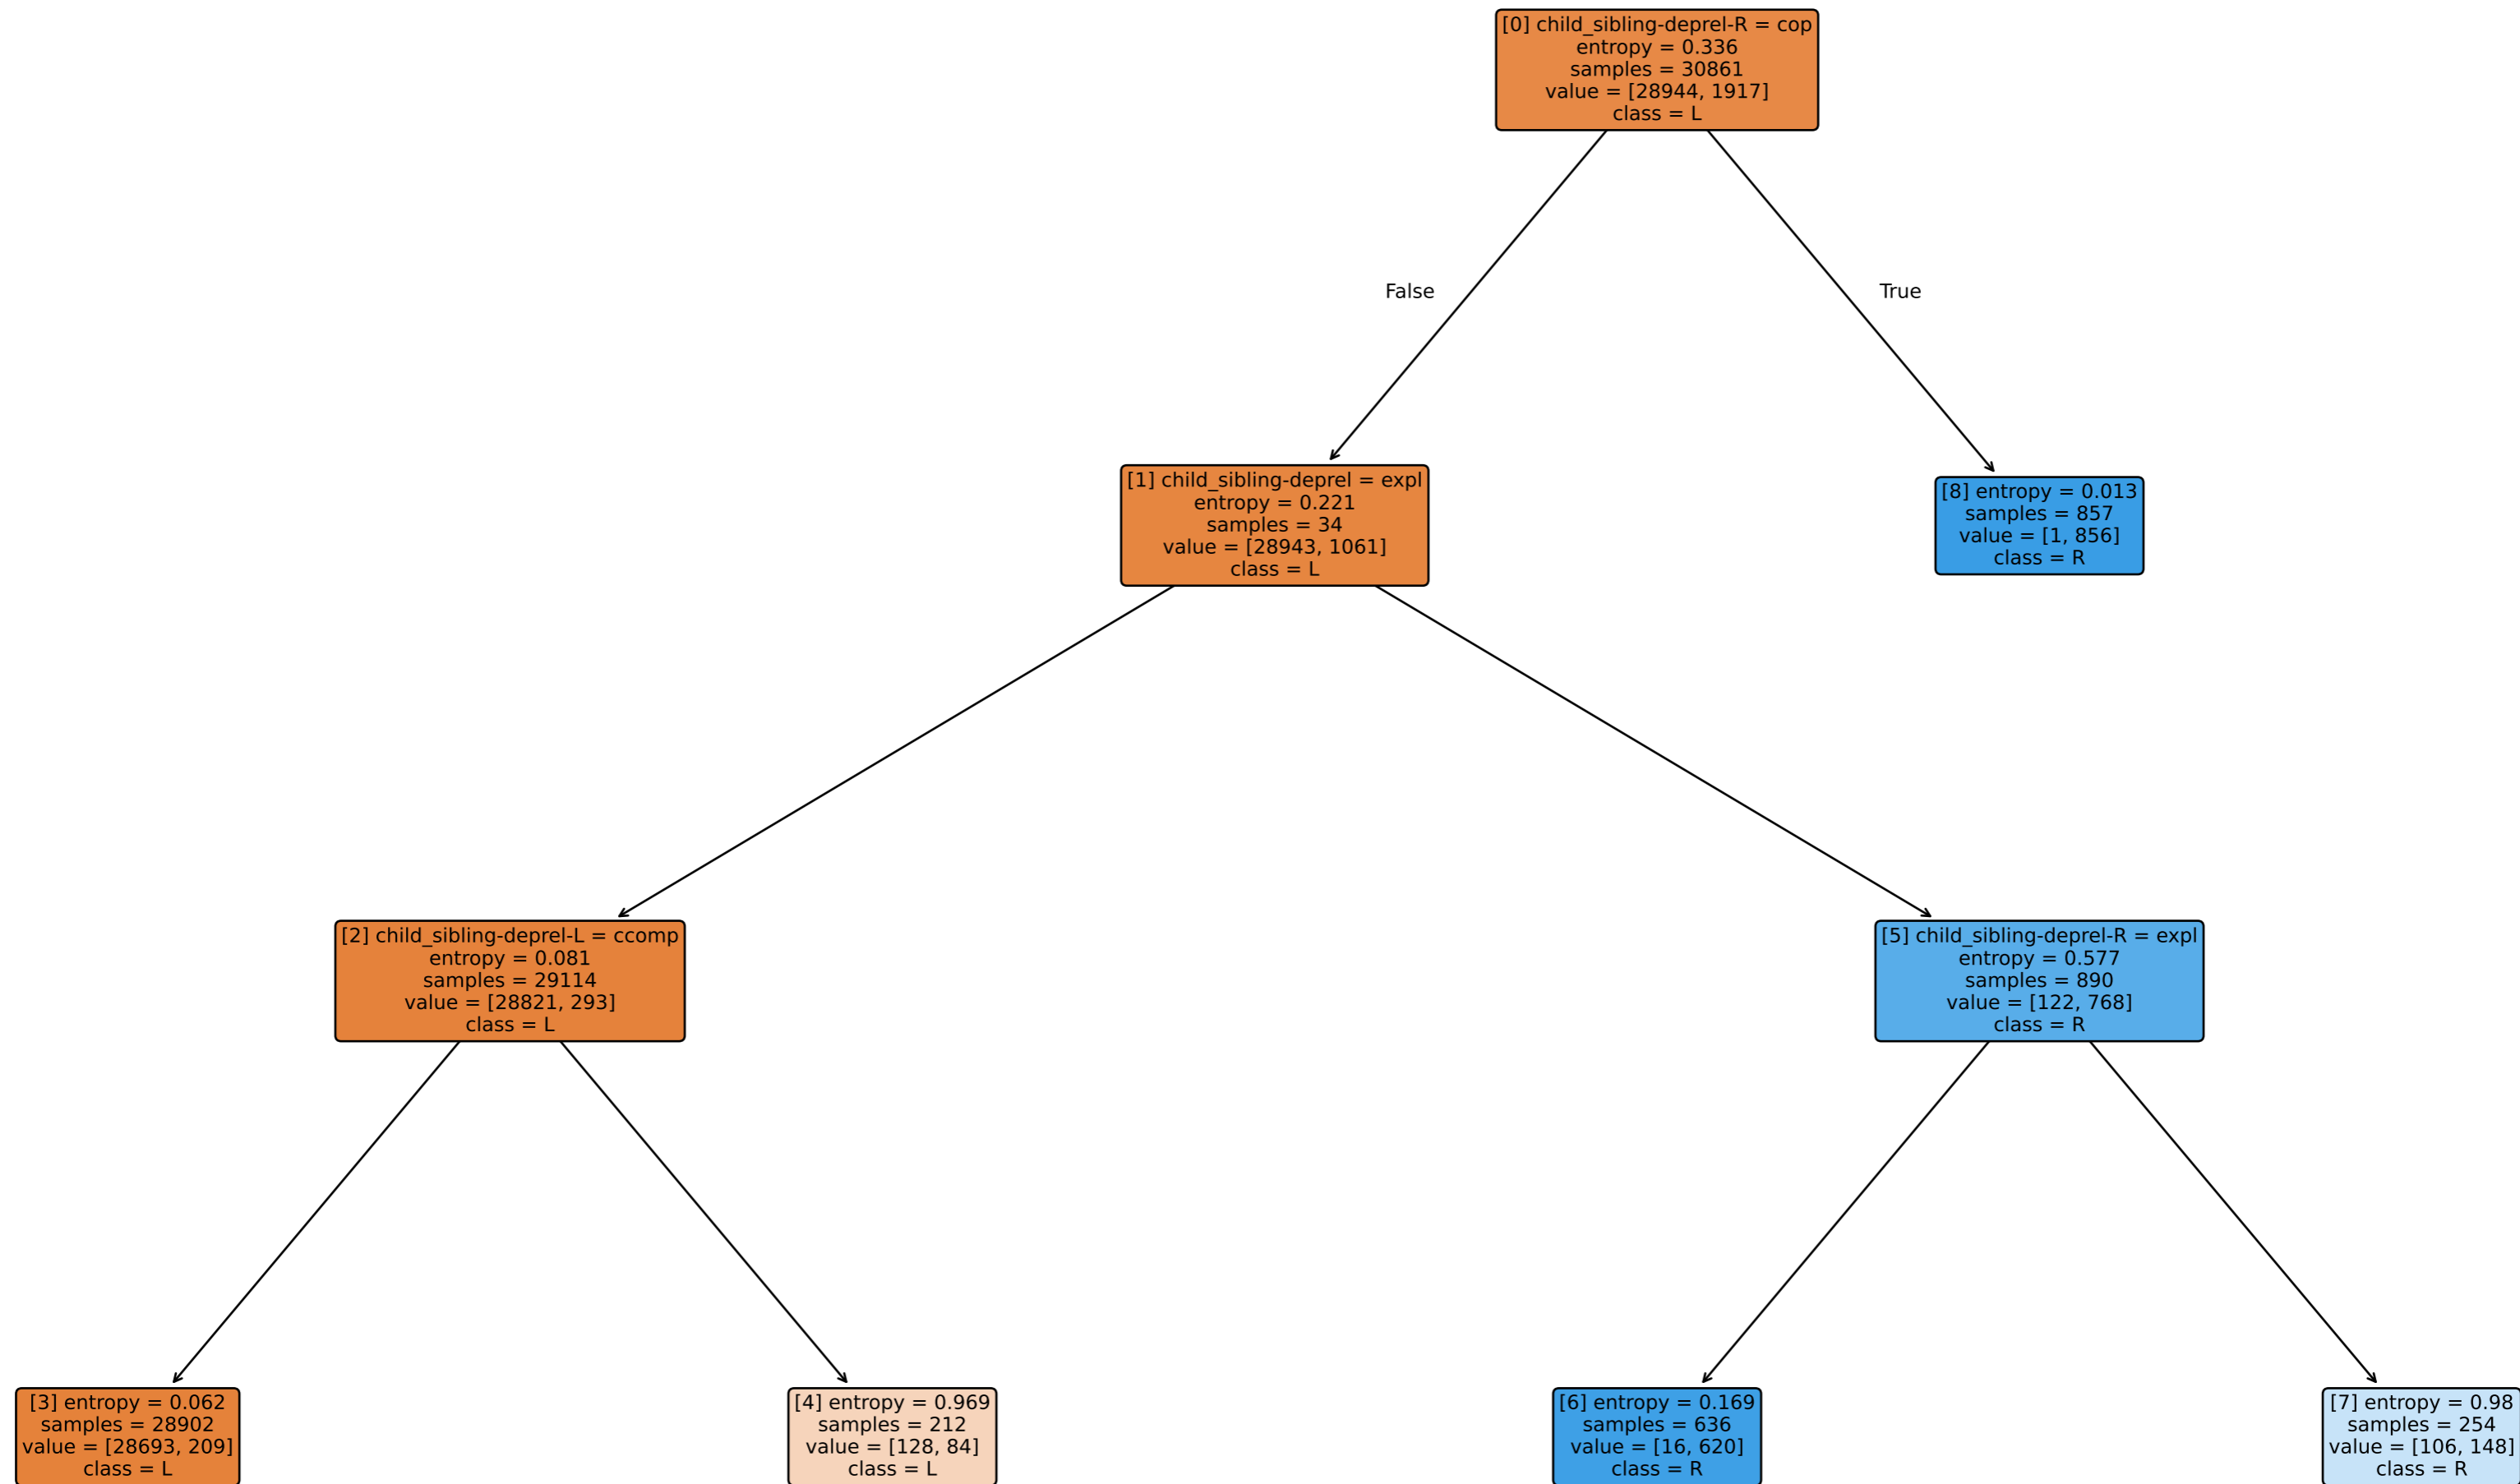 [0] child_sibling-deprel-R = cop
entropy = 0.336
samples = 30861
value = [28944, 1917]
class = L
False
True
[1] child_sibling-deprel = expl
entropy = 0.221
samples = 34
value = [28943, 1061]
class = L
[8] entropy = 0.013
samples = 857
value = [1, 856]
class = R
[2] child_sibling-deprel-L = ccomp
entropy = 0.081
samples = 29114
value = [28821, 293]
class = L
[5] child_sibling-deprel-R = expl
entropy = 0.577
samples = 890
value = [122, 768]
class = R
[3] entropy = 0.062
samples = 28902
value = [28693, 209]
class = L
[4] entropy = 0.969
samples = 212
value = [128, 84]
class = L
[6] entropy = 0.169
samples = 636
value = [16, 620]
class = R
[7] entropy = 0.98
samples = 254
value = [106, 148]
class = R